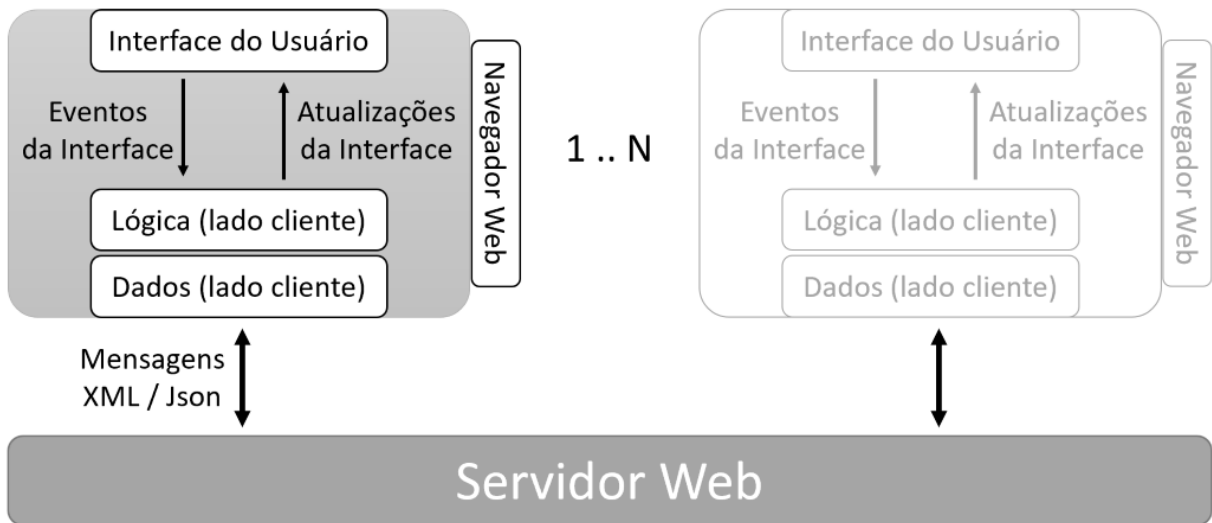 Interface do Usuário
Eventos
da Interface
Atualizações
da Interface
Lógica (lado cliente)
Dados (lado cliente)
Navegador Web
Mensagens
XML / Json
1 .. N
Interface do Usuário
Eventos
da Interface
Atualizações
da Interface
Lógica (lado cliente)
Dados (lado cliente)
Navegador Web
Servidor Web